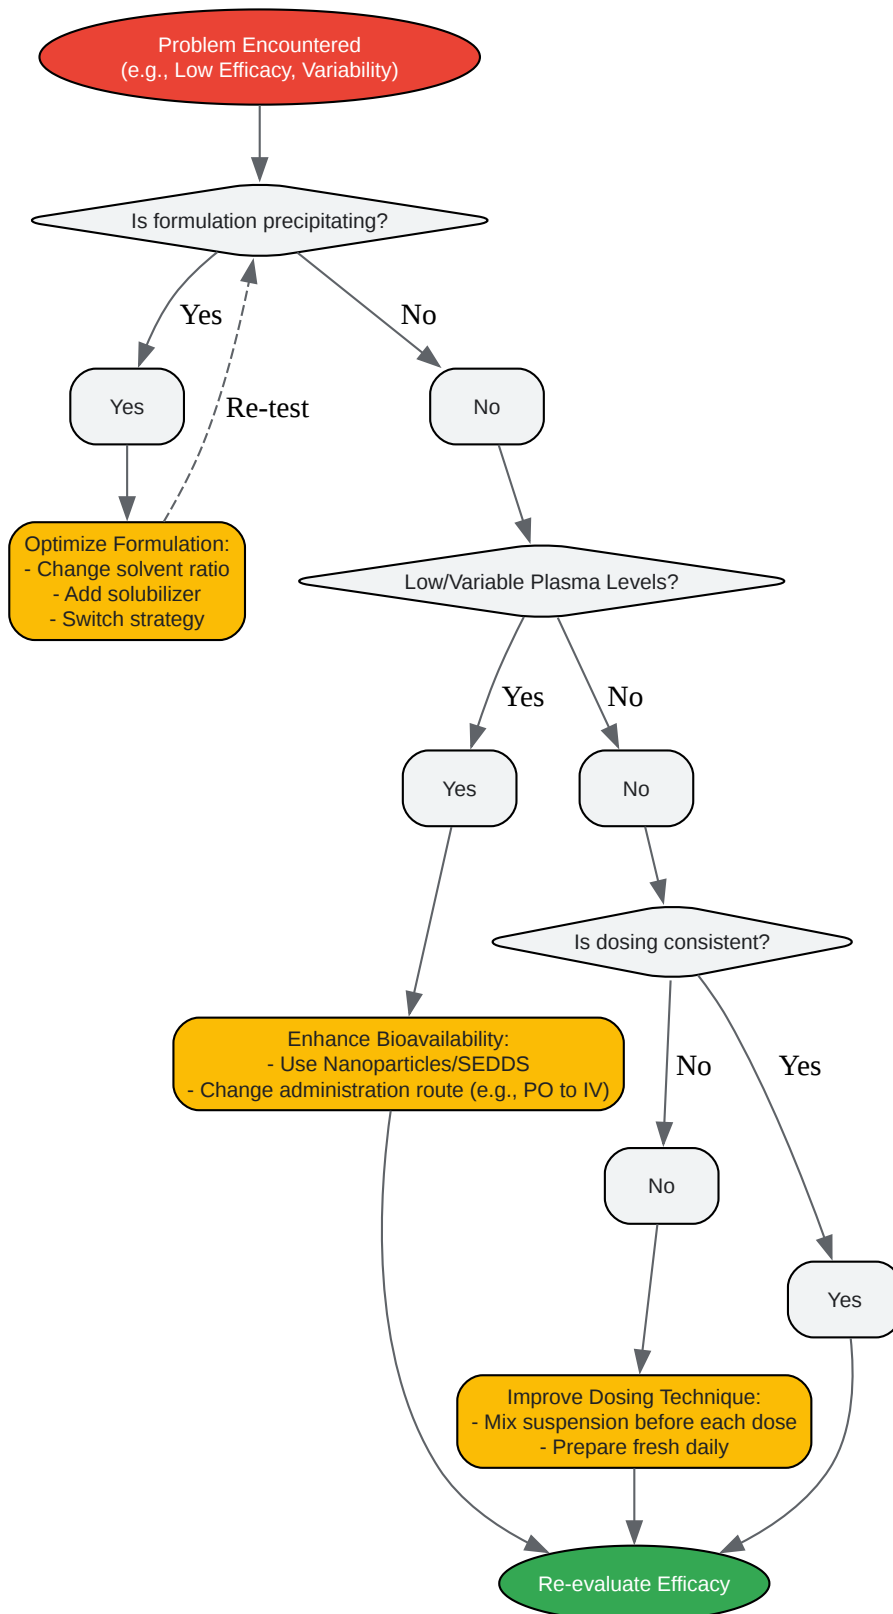 Problem Encountered
(e.g., Low Efficacy, Variability)
Is formulation precipitating?
Yes
No
Yes
Re-test
No
Optimize Formulation:
- Change solvent ratio
- Add solubilizer
- Switch strategy
Low/Variable Plasma Levels?
Yes
No
Yes
No
Is dosing consistent?
Enhance Bioavailability:
- Use Nanoparticles/SEDDS
- Change administration route (e.g., PO to IV)
No
Yes
No
Yes
Improve Dosing Technique:
- Mix suspension before each dose
- Prepare fresh daily
Re-evaluate Efficacy